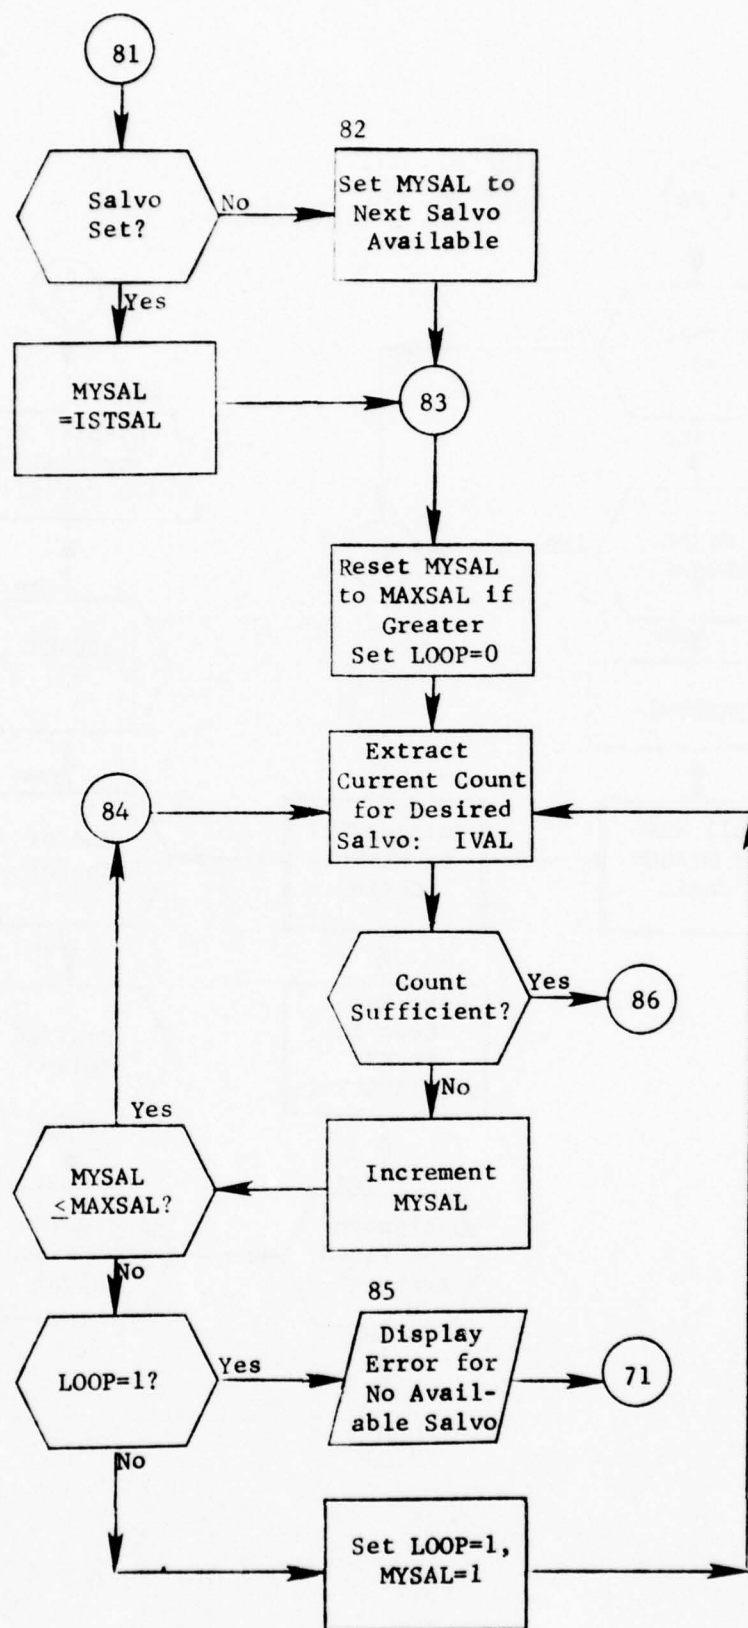 81
82
Salvo
Set?
No
Set MYSAL to
Next Salvo
Available
Yes
MYSAL
=ISTSAL
83
Reset MYSAL
to MAXSAL if
Greater
Set LOOP=0
Extract
Current Count
for Desired
Salvo: IVAL
84
Count
Sufficient?
Yes
86
No
Yes
MYSAL
≤MAXSAL?
Increment
MYSAL
No
85
LOOP=1?
Yes
Display
Error for
No Avail-
able Salvo
71
No
Set LOOP=1,
MYSAL=1